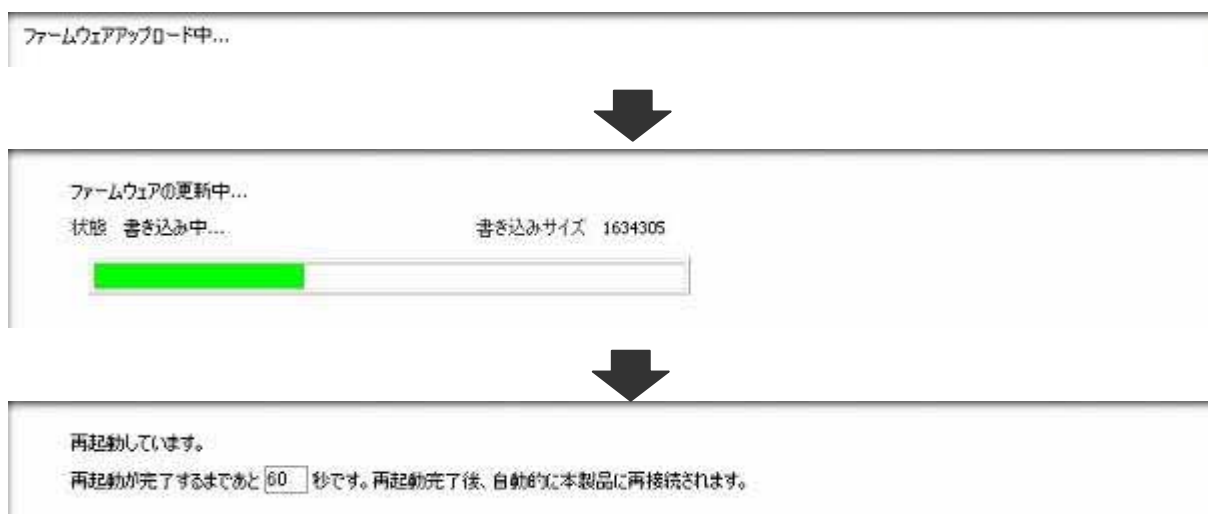 ファームウェアアップロード中...
ファームウェアの更新中...
状態 書き込み中... 書き込みサイズ 1634305
再起動しています。
再起動が完了するまであと 60 秒です。再起動完了後、自動的に本製品に再接続されます。